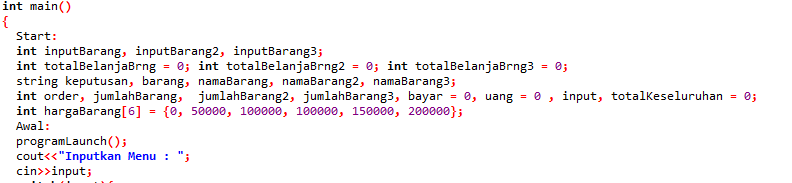 int main()
{
Start:
int inputBarang, inputBarang2, inputBarang3;
int totalBelanjaBrng = 0; int totalBelanjaBrng2 = 0; int totalBelanjaBrng3 = 0;
string keputusan, barang, namaBarang, namaBarang2, namaBarang3;
int order, jumlahBarang,  jumlahBarang2, jumlahBarang3, bayar = 0, uang = 0 , input, totalKeseluruhan = 0;
int hargaBarang[6] = {0, 50000, 100000, 100000, 150000, 200000};
Awal:
programLaunch();
cout<<"Inputkan Menu : ";
cin>>input;